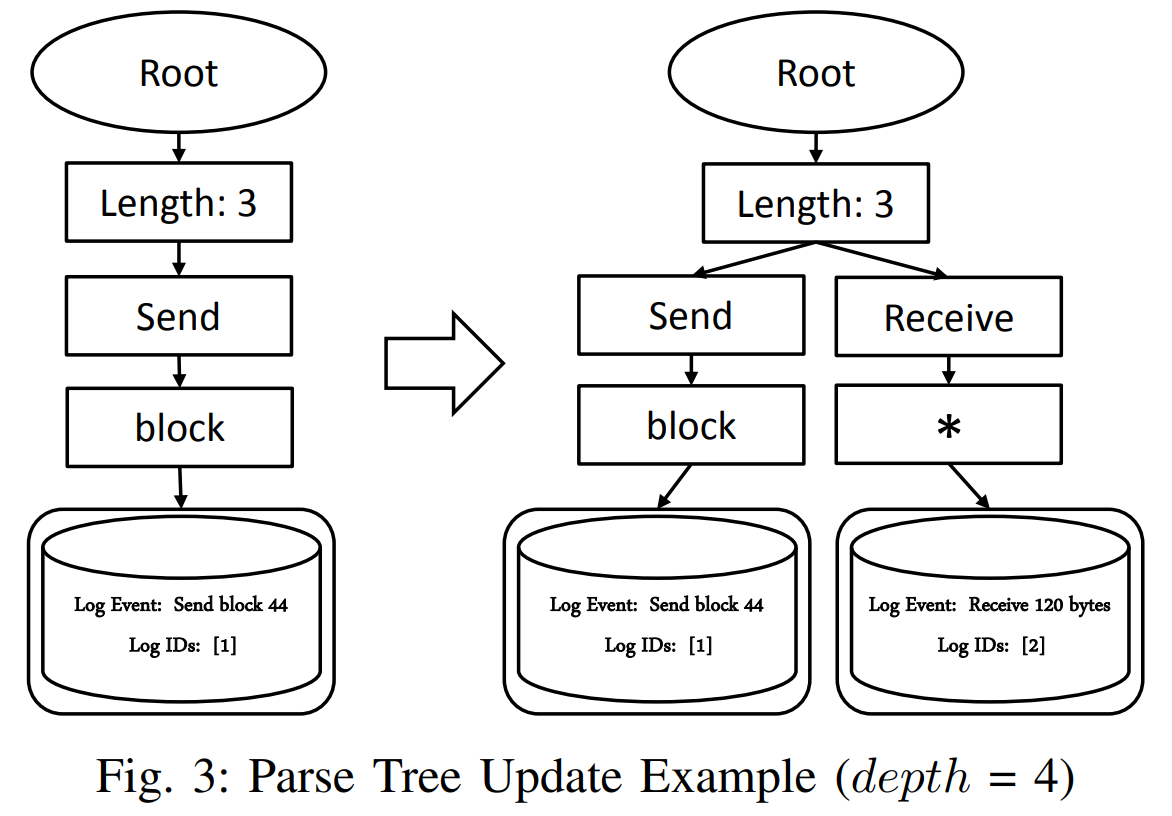 Root
Length: 3
Send
block
Log Event: Send block 44
Log IDs: [1]
Root
Length: 3
Send
Receive
block
*
Log Event: Send block 44
Log IDs: [1]
Log Event: Receive 120 bytes
Log IDs: [2]
Fig. 3: Parse Tree Update Example (depth = 4)